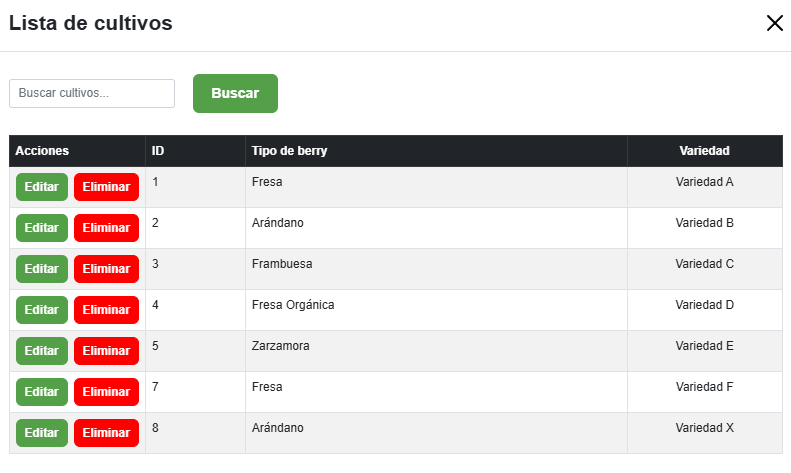 Lista de cultivos
Buscar cultivos... Buscar
Acciones ID Tipo de berry Variedad
Editar Eliminar 1 Fresa Variedad A
Editar Eliminar 2 Arándano Variedad B
Editar Eliminar 3 Frambuesa Variedad C
Editar Eliminar 4 Fresa Orgánica Variedad D
Editar Eliminar 5 Zarzamora Variedad E
Editar Eliminar 7 Fresa Variedad F
Editar Eliminar 8 Arándano Variedad X